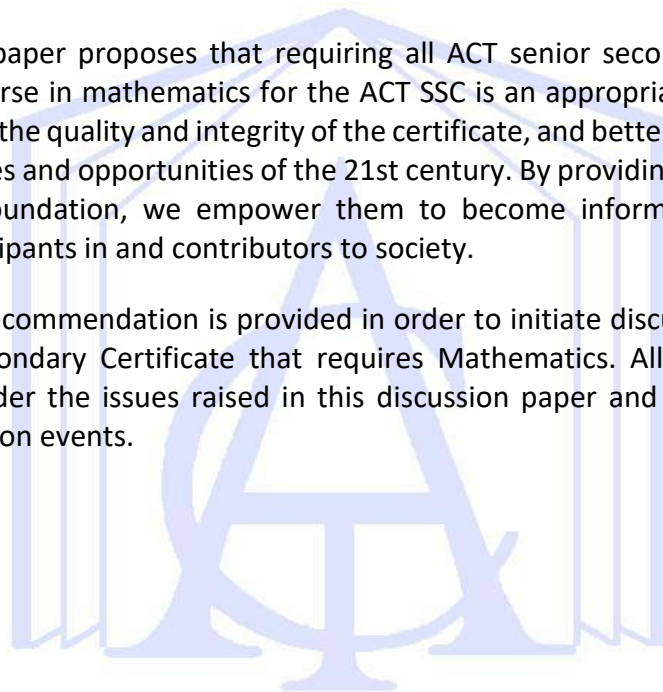 paper proposes that requiring all ACT senior seco
rse in mathematics for the ACT SSC is an appropria
the quality and integrity of the certificate, and bette
es and opportunities of the 21st century. By providin
oundation, we empower them to become inform
ipants in and contributors to society.
ecommendation is provided in order to initiate discu
ondary Certificate that requires Mathematics. All
der the issues raised in this discussion paper and
on events.
ACT